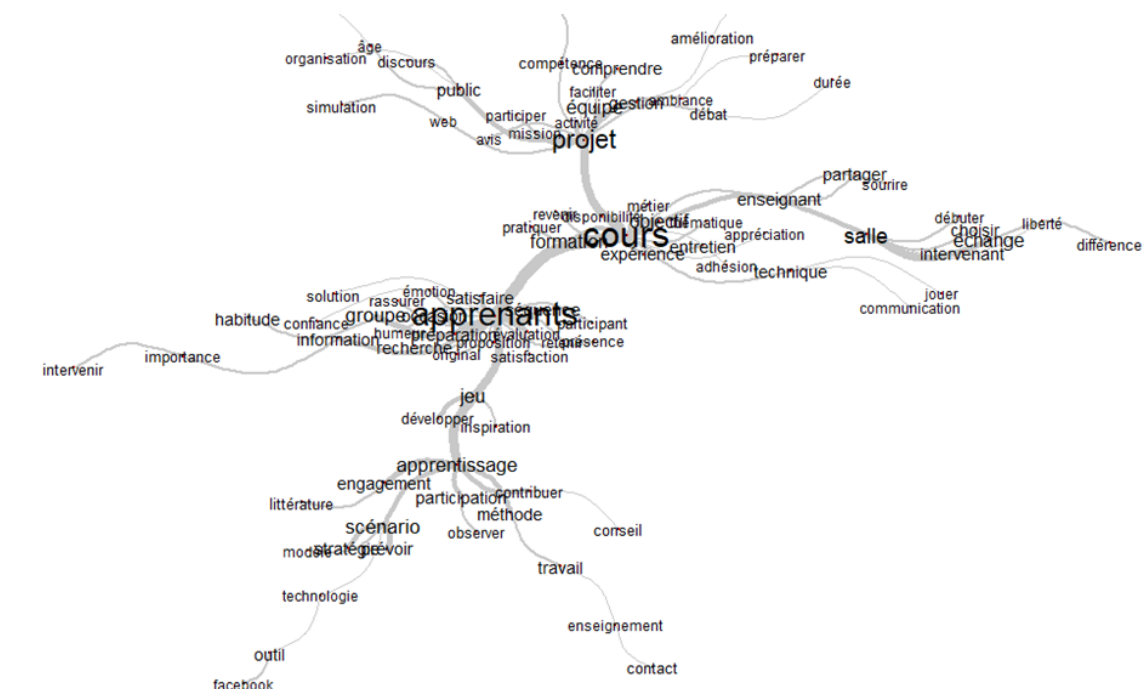 amélioration
âge
organisation
discours
préparer
compétence
comprendre
durée
public
faciliter
simulation
équipe
gestion
ambiance
débat
participer
web
activité
mission
avis
projet
partager
sourire
enseignant
métier
revenir
disponibilité
objectif
thématique
débuter
liberté
pratiquer
choisir
formation
cours
appréciation
salle
échange
différence
entretien
expérience
intervenant
adhésion
technique
jouer
communication
émotion
solution
rassurer
satisfaire
séquence
habitude
confiance
groupe
occasion
apprenants
participant
humeur
préparation
évaluation
information
proposition
retenir
présence
recherche
original
satisfaction
importance
intervenir
jeu
développer
inspiration
apprentissage
engagement
participation
contribuer
littérature
méthode
scénario
observer
conseil
modèle
stratégie
prévoir
travail
technologie
enseignement
outil
contact
facebook